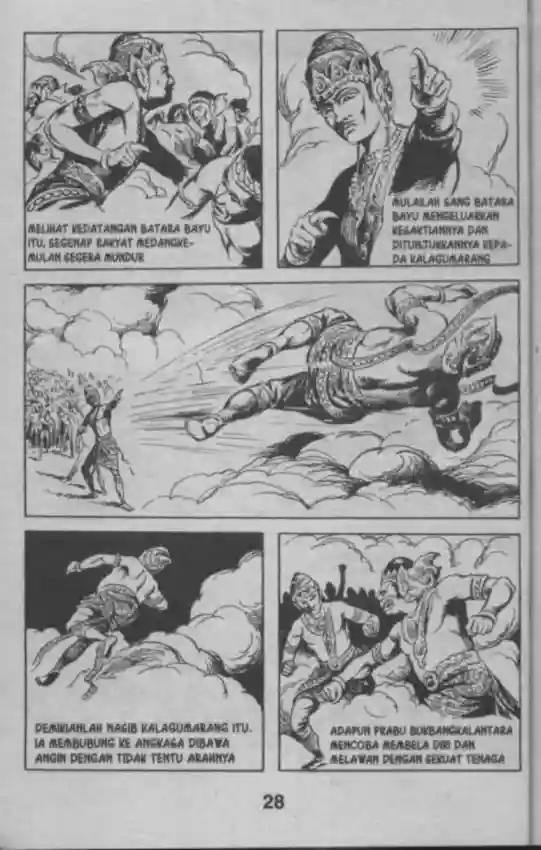 MELIHAT KEDATANGAN BATARA BAYU
ITU, SEGENAP RAKYAT MEDANGKE-
MULAN SEGERA MUNDUR
MULAILAH SANG BATARA
BAYU MENGELUARKAN
KESAKTIANNYA DAN
DITUNJUKKANNYA KEPA-
DA KALAGUMARANG
DEMIKIANLAH NASIB KALAGUMARANG ITU.
IA MEMBUBUNG KE ANGKASA DIBAWA
ANGIN DENGAN TIDAK TENTU ARAHNYA
ADAPUN PRABU BUKBANGKALANTARA
MENCOBA MEMBELA DIRI DAN
MELAWAN DENGAN SEKUAT TENAGA
28